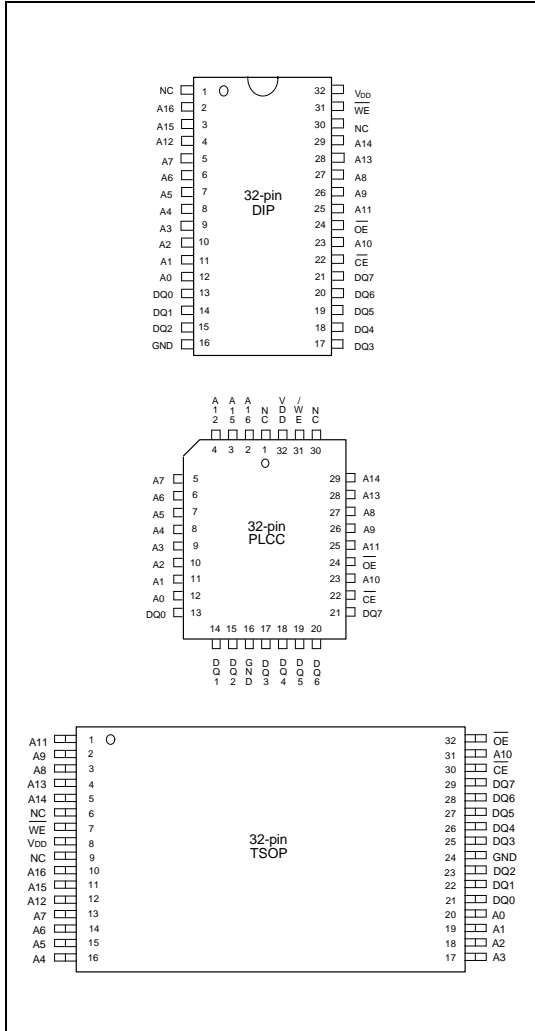 NC 1 32 VDD
A16 2 31 WE
A15 3 30 NC
A12 4 29 A14
A7 5 28 A13
A6 6 27 A8
A5 7 26 A9
A4 8 25 A11
A3 9 24 OE
A2 10 23 A10
A1 11 22 CE
A0 12 21 DQ7
DQ0 13 20 DQ6
DQ1 14 19 DQ5
DQ2 15 18 DQ4
GND 16 17 DQ3
32-pin
DIP
A12 A15 A16 NC VDD /WE NC
4 3 2 1 32 31 30
A7 5 29 A14
A6 6 28 A13
A5 7 27 A8
A4 8 26 A9
A3 9 25 A11
A2 10 24 OE
A1 11 23 A10
A0 12 22 CE
DQ0 13 21 DQ7
32-pin
PLCC
14 15 16 17 18 19 20
DQ1 DQ2 GND DQ3 DQ4 DQ5 DQ6
A11 1 32 OE
A9 2 31 A10
A8 3 30 CE
A13 4 29 DQ7
A14 5 28 DQ6
NC 6 27 DQ5
WE 7 26 DQ4
VDD 8 25 DQ3
NC 9 24 GND
A16 10 23 DQ2
A15 11 22 DQ1
A12 12 21 DQ0
A7 13 20 A0
A6 14 19 A1
A5 15 18 A2
A4 16 17 A3
32-pin
TSOP